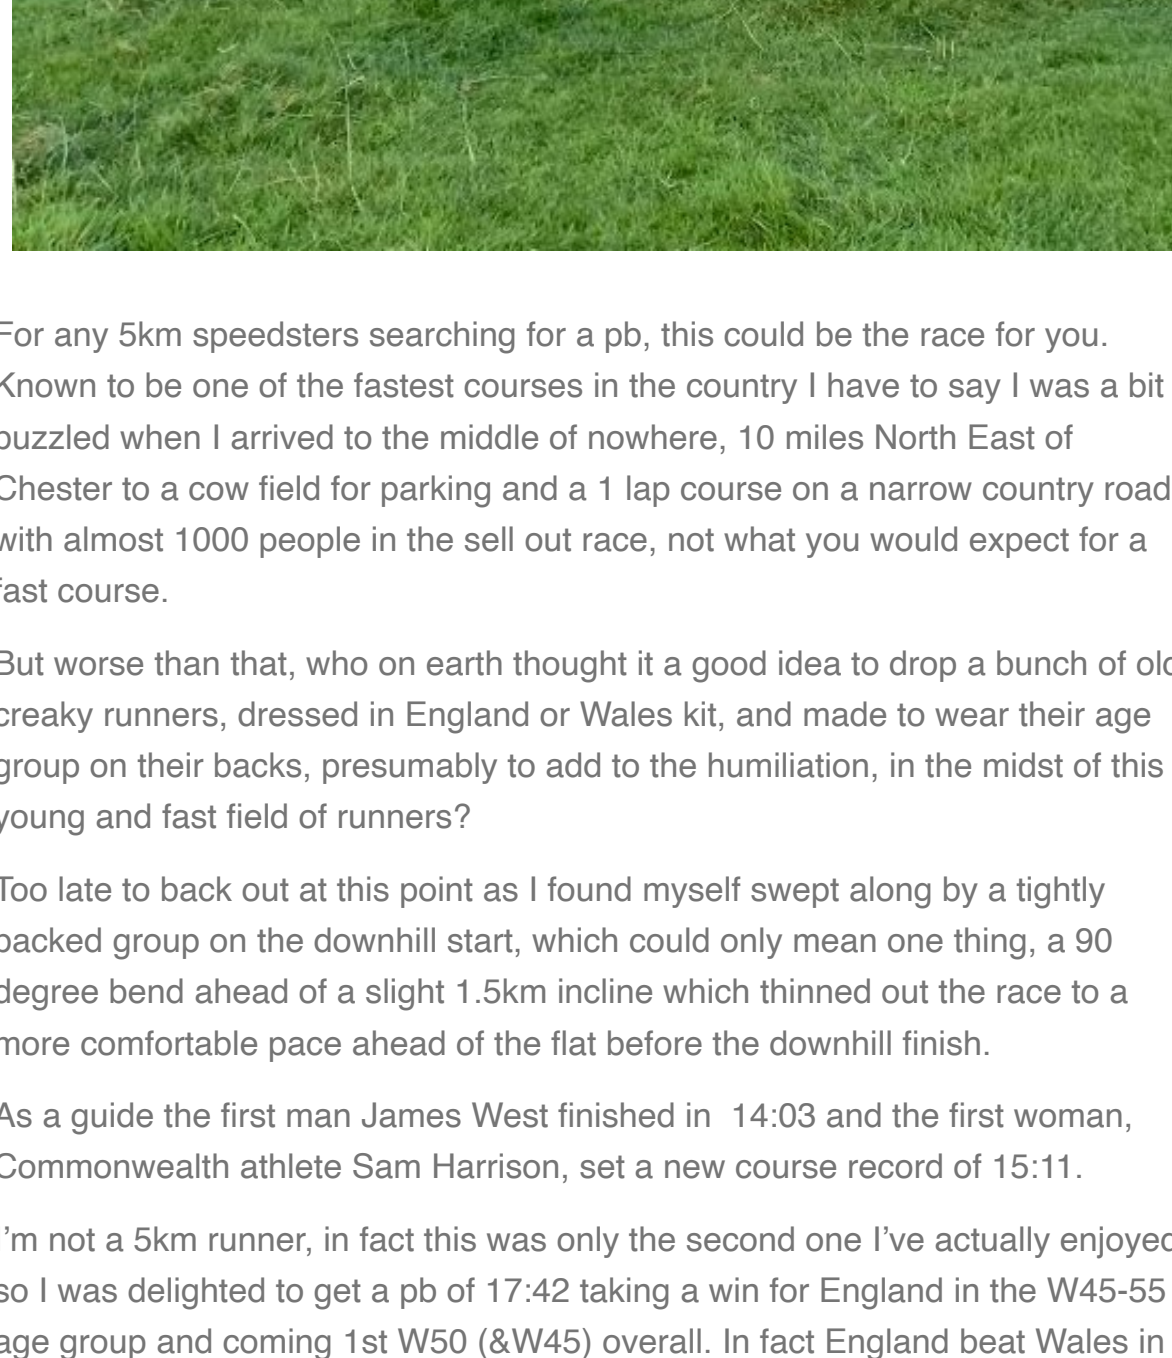 For any 5km speedsters searching for a pb, this could be the race for you.
Known to be one of the fastest courses in the country I have to say I was a bit
puzzled when I arrived to the middle of nowhere, 10 miles North East of
Chester to a cow field for parking and a 1 lap course on a narrow country road
with almost 1000 people in the sell out race, not what you would expect for a
fast course.
But worse than that, who on earth thought it a good idea to drop a bunch of old
creaky runners, dressed in England or Wales kit, and made to wear their age
group on their backs, presumably to add to the humiliation, in the midst of this
young and fast field of runners?
Too late to back out at this point as I found myself swept along by a tightly
packed group on the downhill start, which could only mean one thing, a 90
degree bend ahead of a slight 1.5km incline which thinned out the race to a
more comfortable pace ahead of the flat before the downhill finish.
As a guide the first man James West finished in  14:03 and the first woman,
Commonwealth athlete Sam Harrison, set a new course record of 15:11.
I’m not a 5km runner, in fact this was only the second one I’ve actually enjoyed
so I was delighted to get a pb of 17:42 taking a win for England in the W45-55
age group and coming 1st W50 (&W45) overall. In fact England beat Wales in